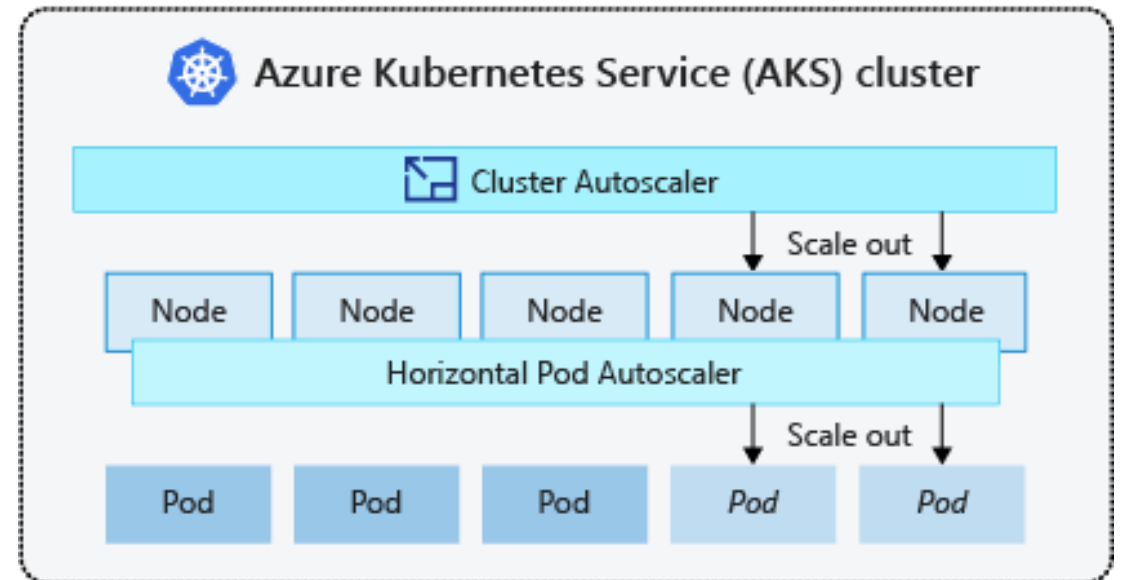 Azure Kubernetes Service (AKS) cluster
Cluster Autoscaler
Scale out
Node Node Node Node Node
Horizontal Pod Autoscaler
Scale out
Pod Pod Pod Pod Pod